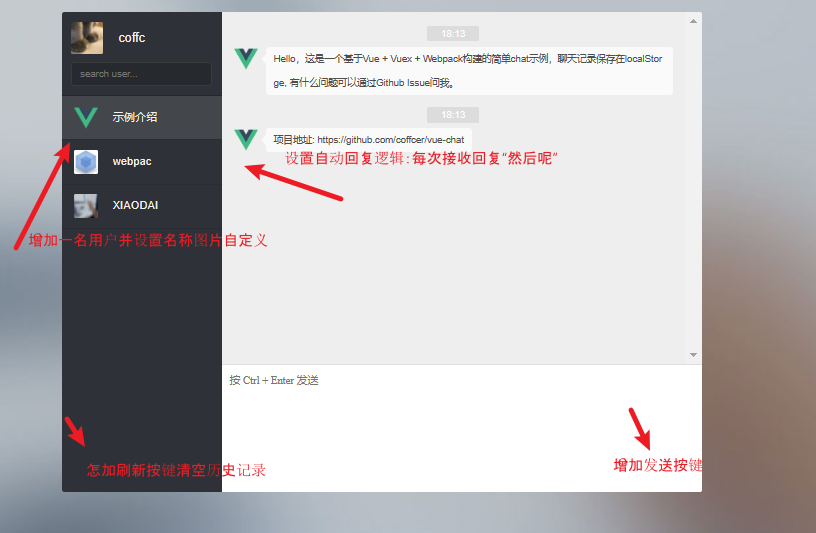 coffc
search user...
示例介绍
webpac
XIAODAI
增加一名用户并设置名称图片自定义
怎加刷新按键清空历史记录
18:13
Hello，这是一个基于Vue + Vuex + Webpack构建的简单chat示例，聊天记录保存在localStor
ge, 有什么问题可以通过Github Issue问我。
18:13
项目地址: https://github.com/coffcer/vue-chat
设置自动回复逻辑:每次接收回复“然后呢”
按 Ctrl + Enter 发送
增加发送按键